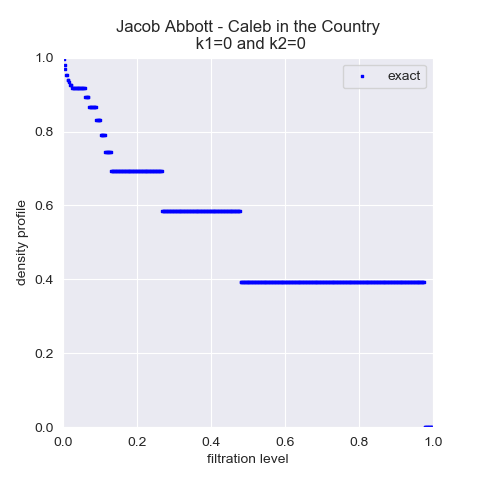 Jacob Abbott - Caleb in the Country
k1=0 and k2=0
exact
density profile
1.0
0.8
0.6
0.4
0.2
0.0
0.0 0.2 0.4 0.6 0.8 1.0
filtration level